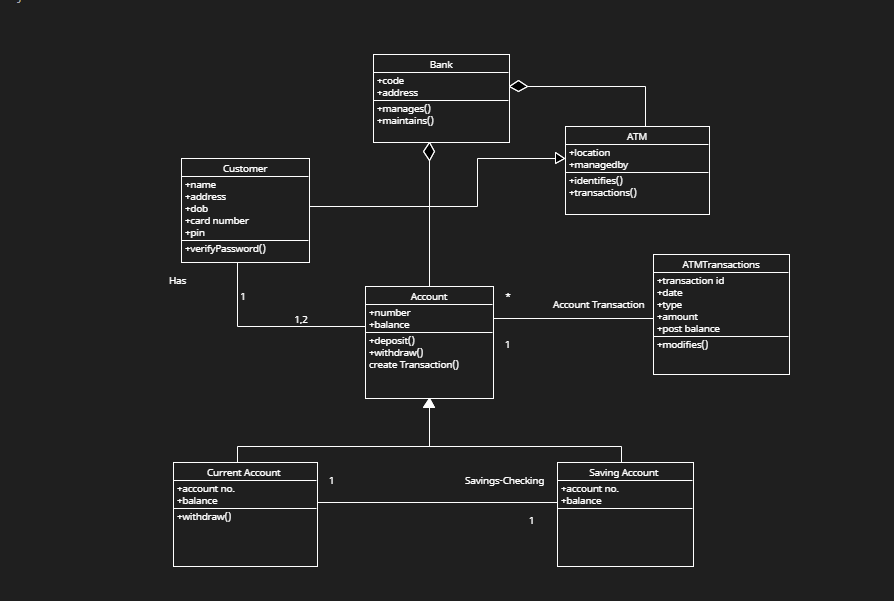 Bank
+code
+address
+manages()
+maintains()
ATM
+location
+managedby
+identifies()
+transactions()
Customer
+name
+address
+dob
+card number
+pin
+verifyPassword()
Has
1
1,2
Account
+number
+balance
+deposit()
+withdraw()
create Transaction()
*
Account Transaction
1
ATMTransactions
+transaction id
+date
+type
+amount
+post balance
+modifies()
Current Account
+account no.
+balance
+withdraw()
1
Savings-Checking
1
Saving Account
+account no.
+balance